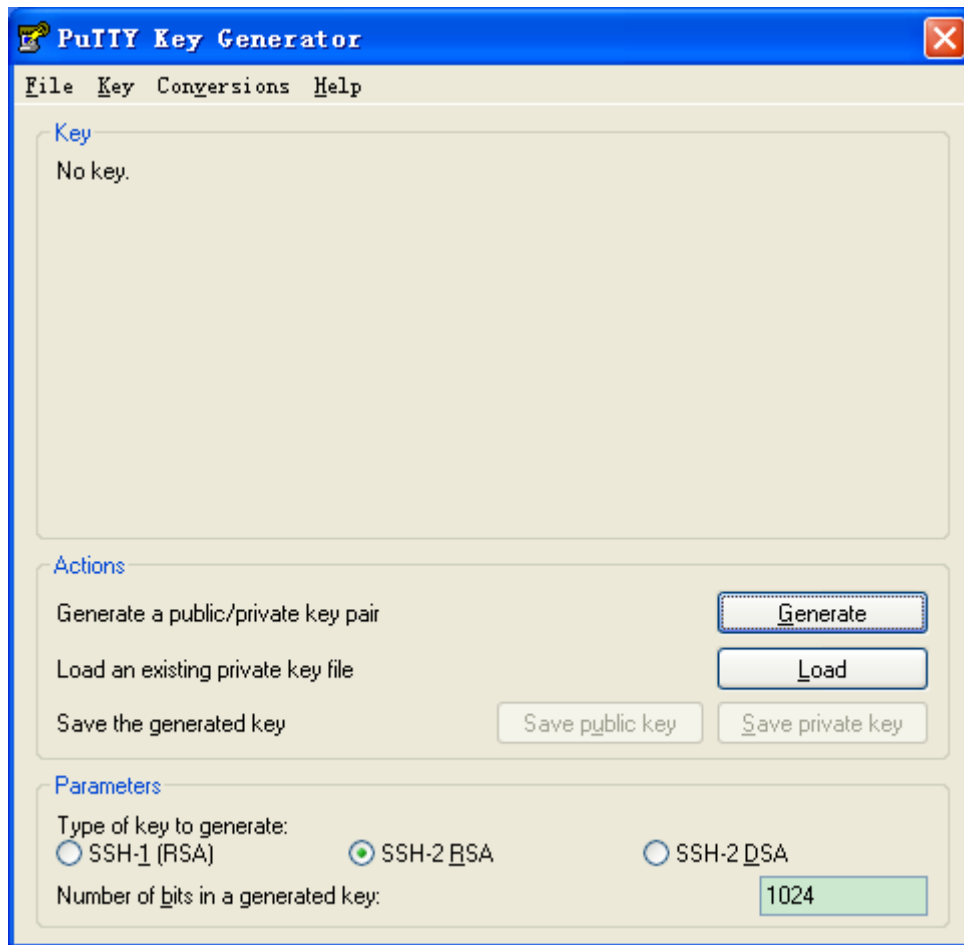 PuTTY Key Generator
File Key Conversions Help
Key
No key.
Actions
Generate a public/private key pair Generate
Load an existing private key file Load
Save the generated key Save public key Save private key
Parameters
Type of key to generate:
SSH-1 (RSA) SSH-2 RSA SSH-2 DSA
Number of bits in a generated key: 1024